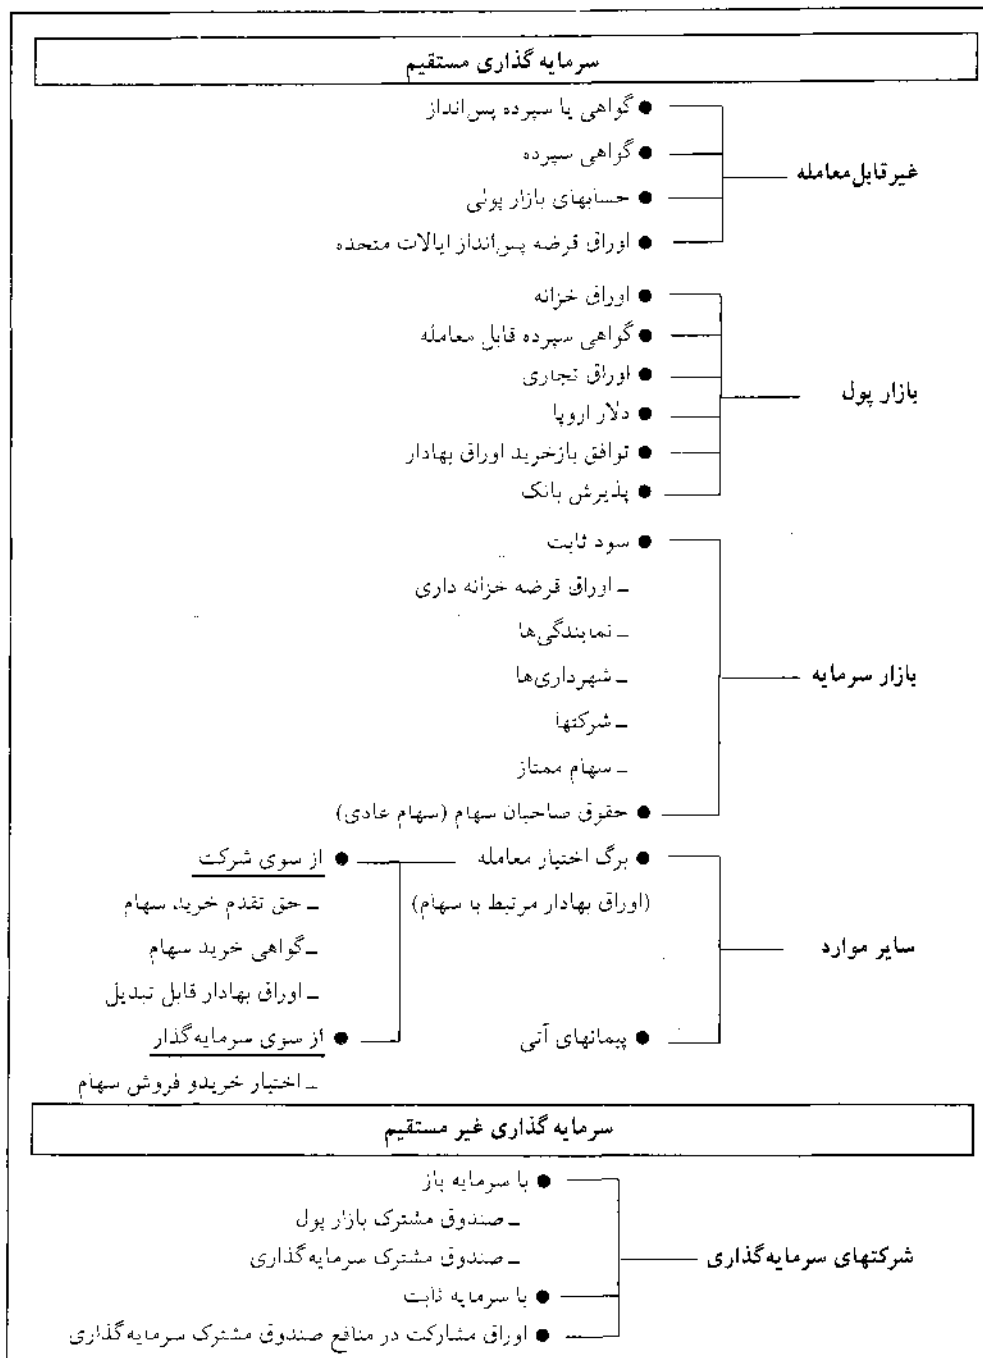 سرمایه گذاری مستقیم
غیرقابل‌معامله
● گواهی یا سپرده پس‌انداز
● گواهی سپرده
● حسابهای بازار پولی
● اوراق قرضه پس‌انداز ایالات متحده
بازار پول
● اوراق خزانه
● گواهی سپرده قابل معامله
● اوراق تجاری
● دلار اروپا
● توافق بازخرید اوراق بهادار
● پذیرش بانک
بازار سرمایه
● سود ثابت
ـ اوراق قرضه خزانه داری
ـ نمایندگی‌ها
ـ شهرداری‌ها
ـ شرکتها
ـ سهام ممتاز
● حقوق صاحبان سهام (سهام عادی)
سایر موارد
● برگ اختیار معامله
(اوراق بهادار مرتبط با سهام)
● از سوی شرکت
ـ حق تقدم خرید سهام
ـ گواهی خرید سهام
ـ اوراق بهادار قابل تبدیل
● از سوی سرمایه‌گذار
ـ اختیار خریدو فروش سهام
● پیمانهای آتی
سرمایه گذاری غیر مستقیم
شرکتهای سرمایه‌گذاری
● با سرمایه باز
ـ صندوق مشترک بازار پول
ـ صندوق مشترک سرمایه‌گذاری
● با سرمایه ثابت
● اوراق مشارکت در منافع صندوق مشترک سرمایه‌گذاری